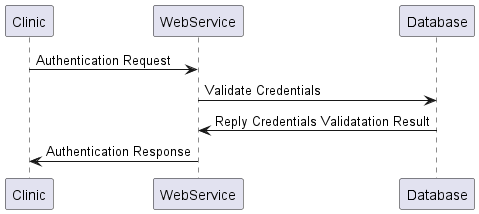 Clinic WebService Database
Authentication Request
Validate Credentials
Reply Credentials Validatation Result
Authentication Response
Clinic WebService Database